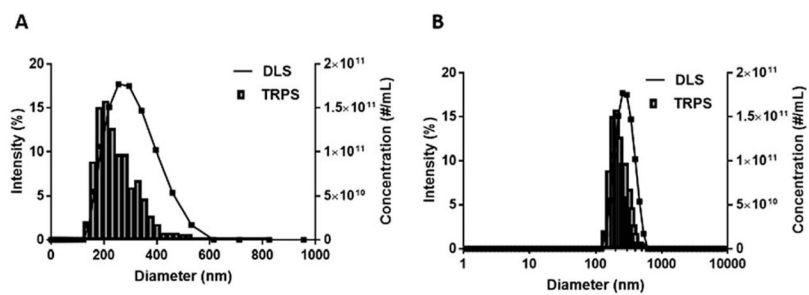 A
20
15
10
5
0
Intensity (%)
DLS
TRPS
2×10¹¹
1.5×10¹¹
1×10¹¹
5×10¹⁰
0
Concentration (#/mL)
0 200 400 600 800 1000
Diameter (nm)
B
20
15
10
5
0
Intensity (%)
DLS
TRPS
2×10¹¹
1.5×10¹¹
1×10¹¹
5×10¹⁰
0
Concentration (#/mL)
1 10 100 1000 10000
Diameter (nm)